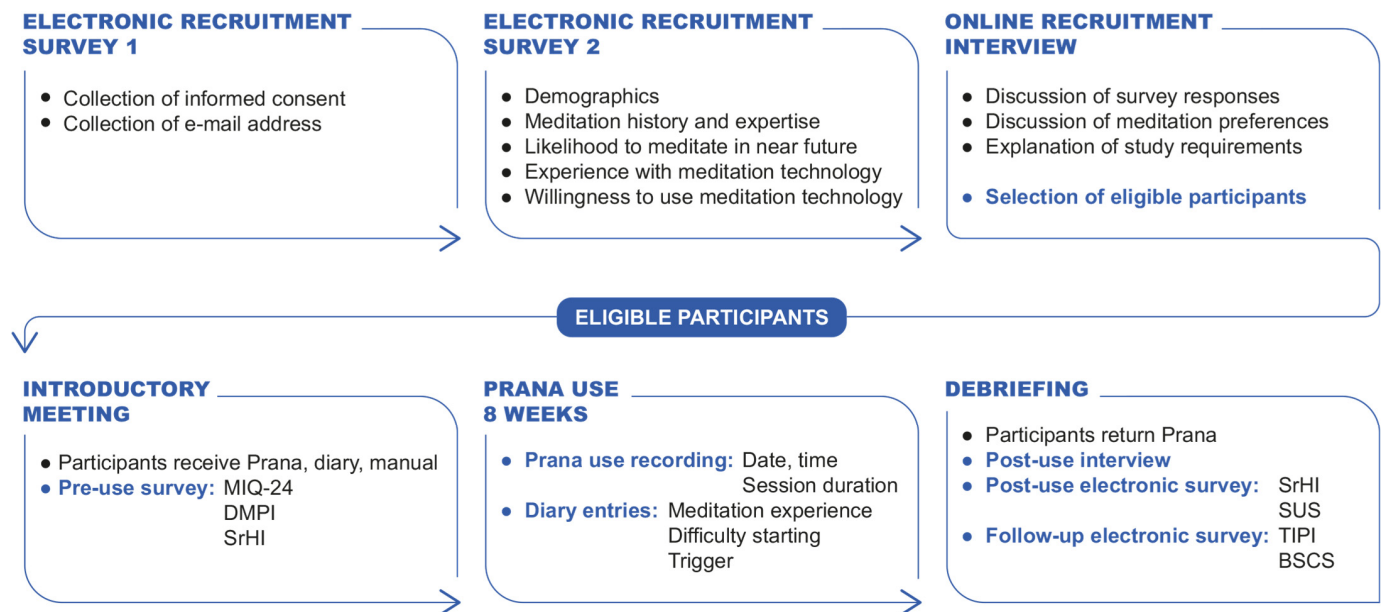 ELECTRONIC RECRUITMENT
SURVEY 1
● Collection of informed consent
● Collection of e-mail address
ELECTRONIC RECRUITMENT
SURVEY 2
● Demographics
● Meditation history and expertise
● Likelihood to meditate in near future
● Experience with meditation technology
● Willingness to use meditation technology
ONLINE RECRUITMENT
INTERVIEW
● Discussion of survey responses
● Discussion of meditation preferences
● Explanation of study requirements
● Selection of eligible participants
ELIGIBLE PARTICIPANTS
INTRODUCTORY
MEETING
● Participants receive Prana, diary, manual
● Pre-use survey: MIQ-24
DMPI
SrHI
PRANA USE
8 WEEKS
● Prana use recording: Date, time
Session duration
● Diary entries: Meditation experience
Difficulty starting
Trigger
DEBRIEFING
● Participants return Prana
● Post-use interview
● Post-use electronic survey: SrHI
SUS
● Follow-up electronic survey: TIPI
BSCS